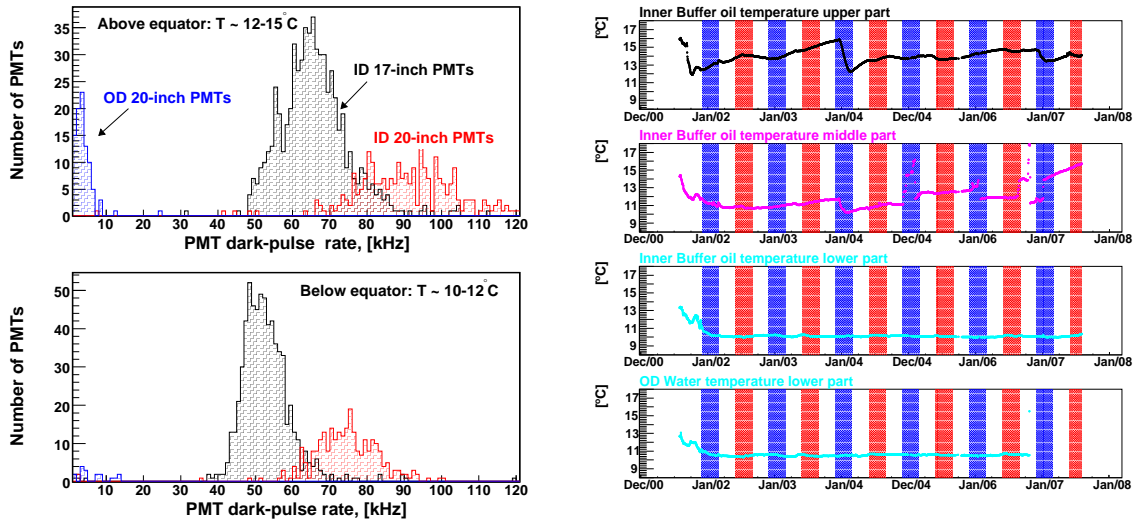 Above equator: T ~ 12-15°C
ID 17-inch PMTs
OD 20-inch PMTs
ID 20-inch PMTs
Number of PMTs
35
30
25
20
15
10
5
0
10 20 30 40 50 60 70 80 90 100 110 120
PMT dark-pulse rate, [kHz]
Below equator: T ~ 10-12°C
Number of PMTs
50
40
30
20
10
0
10 20 30 40 50 60 70 80 90 100 110 120
PMT dark-pulse rate, [kHz]
Inner Buffer oil temperature upper part
[°C]
17
15
13
11
9
Dec/00 Jan/02 Jan/03 Jan/04 Dec/04 Jan/06 Jan/07 Jan/08
Inner Buffer oil temperature middle part
[°C]
17
15
13
11
9
Dec/00 Jan/02 Jan/03 Jan/04 Dec/04 Jan/06 Jan/07 Jan/08
Inner Buffer oil temperature lower part
[°C]
17
15
13
11
9
Dec/00 Jan/02 Jan/03 Jan/04 Dec/04 Jan/06 Jan/07 Jan/08
OD Water temperature lower part
[°C]
17
15
13
11
9
Dec/00 Jan/02 Jan/03 Jan/04 Dec/04 Jan/06 Jan/07 Jan/08